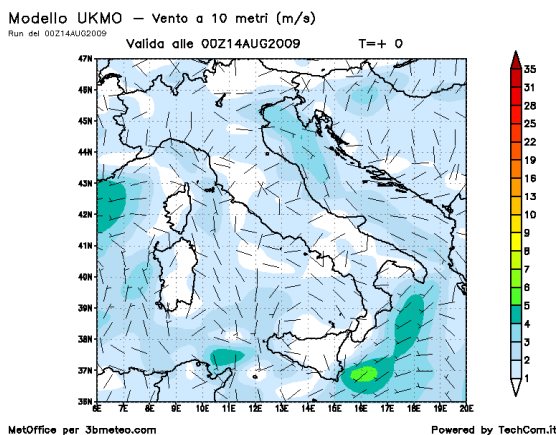 Modello UKMO – Vento a 10 metri (m/s)
Run del 00Z14AUG2009
Valida alle 00Z14AUG2009 T=+ 0
47N
46N
45N
44N
43N
42N
41N
40N
39N
38N
37N
36N
6E 7E 8E 9E 10E 11E 12E 13E 14E 15E 16E 17E 18E 19E 20E
35
31
28
25
22
19
16
13
10
9
8
7
6
5
4
3
2
1
MetOffice per 3bmeteo.com
Powered by TechCom.it